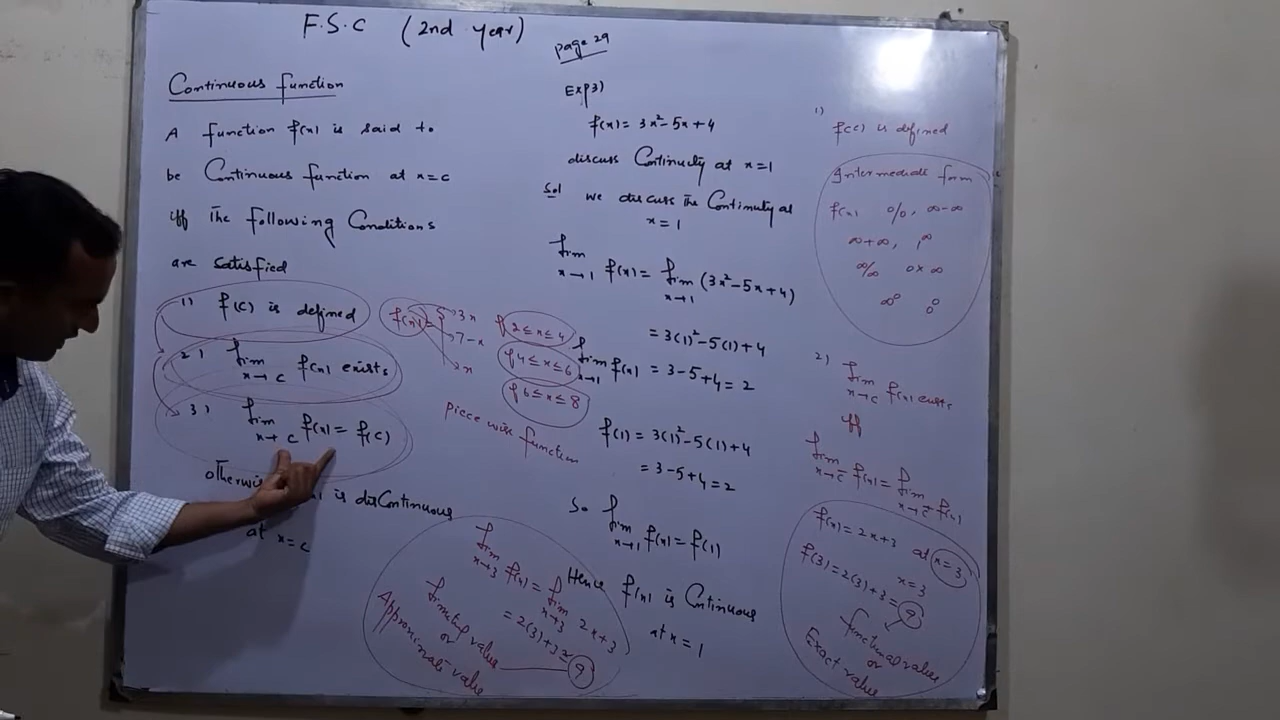 F.S.C (2nd year)
page 29
Continuous function
A function f(x) is said to
be Continuous function at x=c
iff The following Conditions
are satisfied
1) f(c) is defined
2) lim x→c f(x) exists
3) lim x→c f(x) = f(c)
is disContinuous
at x=c
f(x) = { 3x if 2≤x≤4
7-x if 4≤x≤6
2x if 6≤x≤8
piece wise function
Exp3)
f(x) = 3x²-5x+4
discuss Continuity at x=1
Sol we discuss the Continuity at
x=1
lim x→1 f(x) = lim x→1 (3x²-5x+4)
= 3(1)²-5(1)+4
lim x→1 f(x) = 3-5+4=2
f(1) = 3(1)²-5(1)+4
= 3-5+4=2
So lim x→1 f(x) = f(1)
Hence f(x) is Continuous
at x=1
lim x→3 f(x) = lim x→3 2x+3
= 2(3)+3=9
limiting value
or
Approximate value
1)
f(c) is defined
Intermediate form
f(x) 0/0, ∞-∞
∞+∞, 1^∞
∞/∞ 0×∞
∞⁰ 0⁰
2) lim x→c f(x) exists
iff
lim x→c⁻ f(x) = lim x→c f(x)
f(x) = 2x+3 at x=3
x=3
f(3)=2(3)+3=9
functional value
or
Exact value